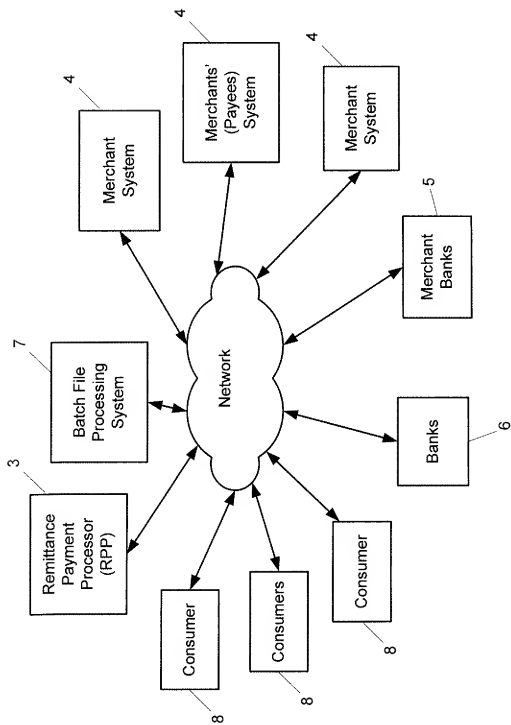 3
Remittance
Payment
Processor
(RPP)
7
Batch File
Processing
System
4
Merchant
System
4
Merchants'
(Payees)
System
4
Merchant
System
Network
8
Consumer
8
Consumers
8
Consumer
6
Banks
5
Merchant
Banks